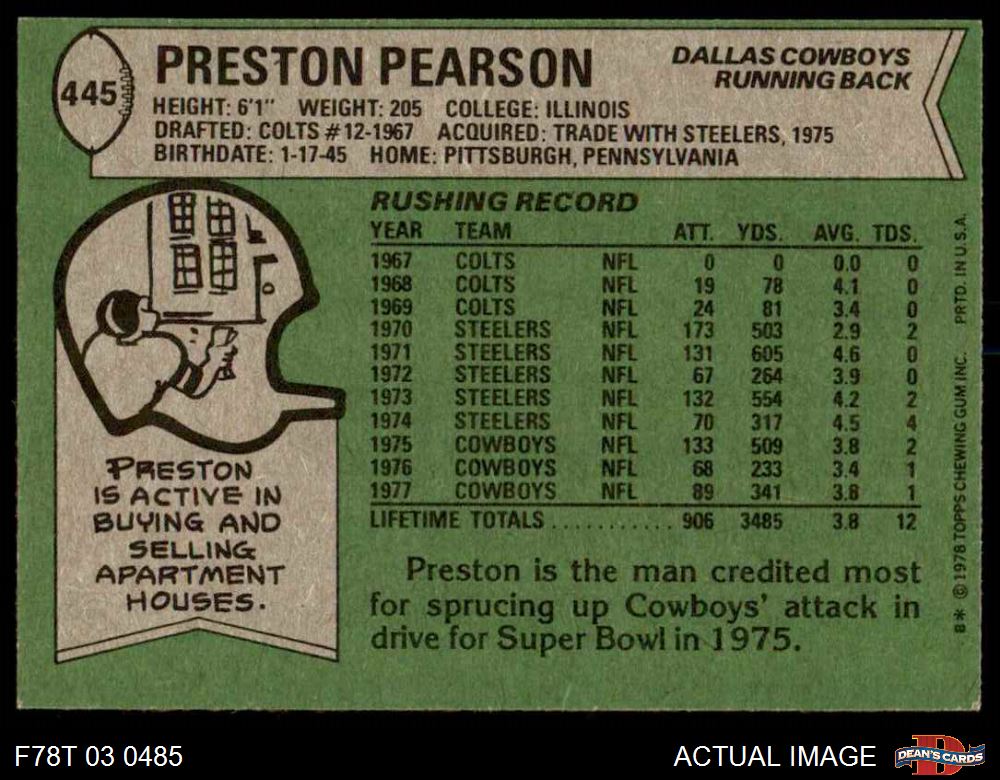 445
PRESTON PEARSON
DALLAS COWBOYS
RUNNING BACK
HEIGHT: 6'1" WEIGHT: 205 COLLEGE: ILLINOIS
DRAFTED: COLTS #12-1967 ACQUIRED: TRADE WITH STEELERS, 1975
BIRTHDATE: 1-17-45 HOME: PITTSBURGH, PENNSYLVANIA
RUSHING RECORD
YEAR TEAM ATT. YDS. AVG. TDS.
1967 COLTS NFL 0 0 0.0 0
1968 COLTS NFL 19 78 4.1 0
1969 COLTS NFL 24 81 3.4 0
1970 STEELERS NFL 173 503 2.9 2
1971 STEELERS NFL 131 605 4.6 0
1972 STEELERS NFL 67 264 3.9 0
1973 STEELERS NFL 132 554 4.2 2
1974 STEELERS NFL 70 317 4.5 4
1975 COWBOYS NFL 133 509 3.8 2
1976 COWBOYS NFL 68 233 3.4 1
1977 COWBOYS NFL 89 341 3.8 1
LIFETIME TOTALS........... 906 3485 3.8 12
PRESTON
IS ACTIVE IN
BUYING AND
SELLING
APARTMENT
HOUSES.
Preston is the man credited most
for sprucing up Cowboys' attack in
drive for Super Bowl in 1975.
B* © 1978 TOPPS CHEWING GUM INC. PRTD. IN U.S.A.
F78T 03 0485
ACTUAL IMAGE
D
DEAN'S CARDS